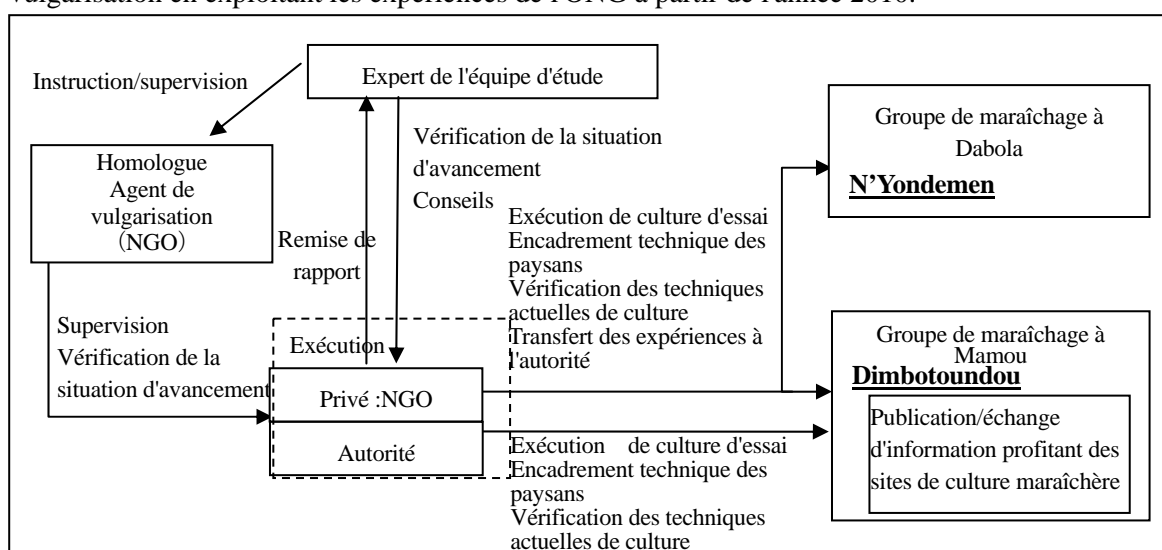 vulgarisation en exploitant les expériences de l'ONG à partir de l'année 2010.
Instruction/supervision
Expert de l'équipe d'étude
Homologue
Agent de
vulgarisation
(NGO)
Vérification de la situation
d'avancement
Conseils
Remise de
rapport
Groupe de maraîchage à
Dabola
N'Yondemen
Exécution de culture d'essai
Encadrement technique des
paysans
Vérification des techniques
actuelles de culture
Transfert des expériences à
l'autorité
Supervision
Vérification de la
situation d'avancement
Exécution
Privé :NGO
Autorité
Groupe de maraîchage à
Mamou
Dimbotoundou
Publication/échange
d'information profitant des
sites de culture maraîchère
Exécution de culture d'essai
Encadrement technique des
paysans
Vérification des techniques
actuelles de culture